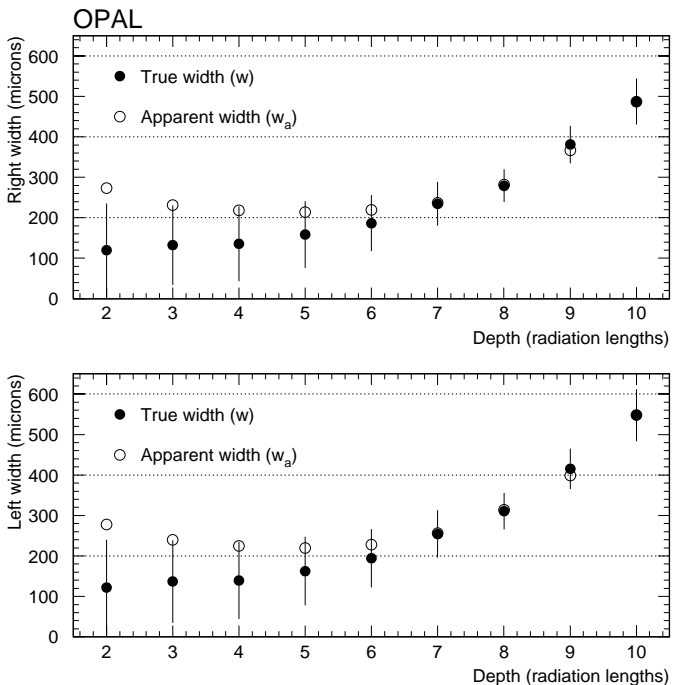 OPAL
Right width (microns)
600
500
400
300
200
100
0
True width (w)
Apparent width (wₐ)
2 3 4 5 6 7 8 9 10
Depth (radiation lengths)
Left width (microns)
600
500
400
300
200
100
0
True width (w)
Apparent width (wₐ)
2 3 4 5 6 7 8 9 10
Depth (radiation lengths)